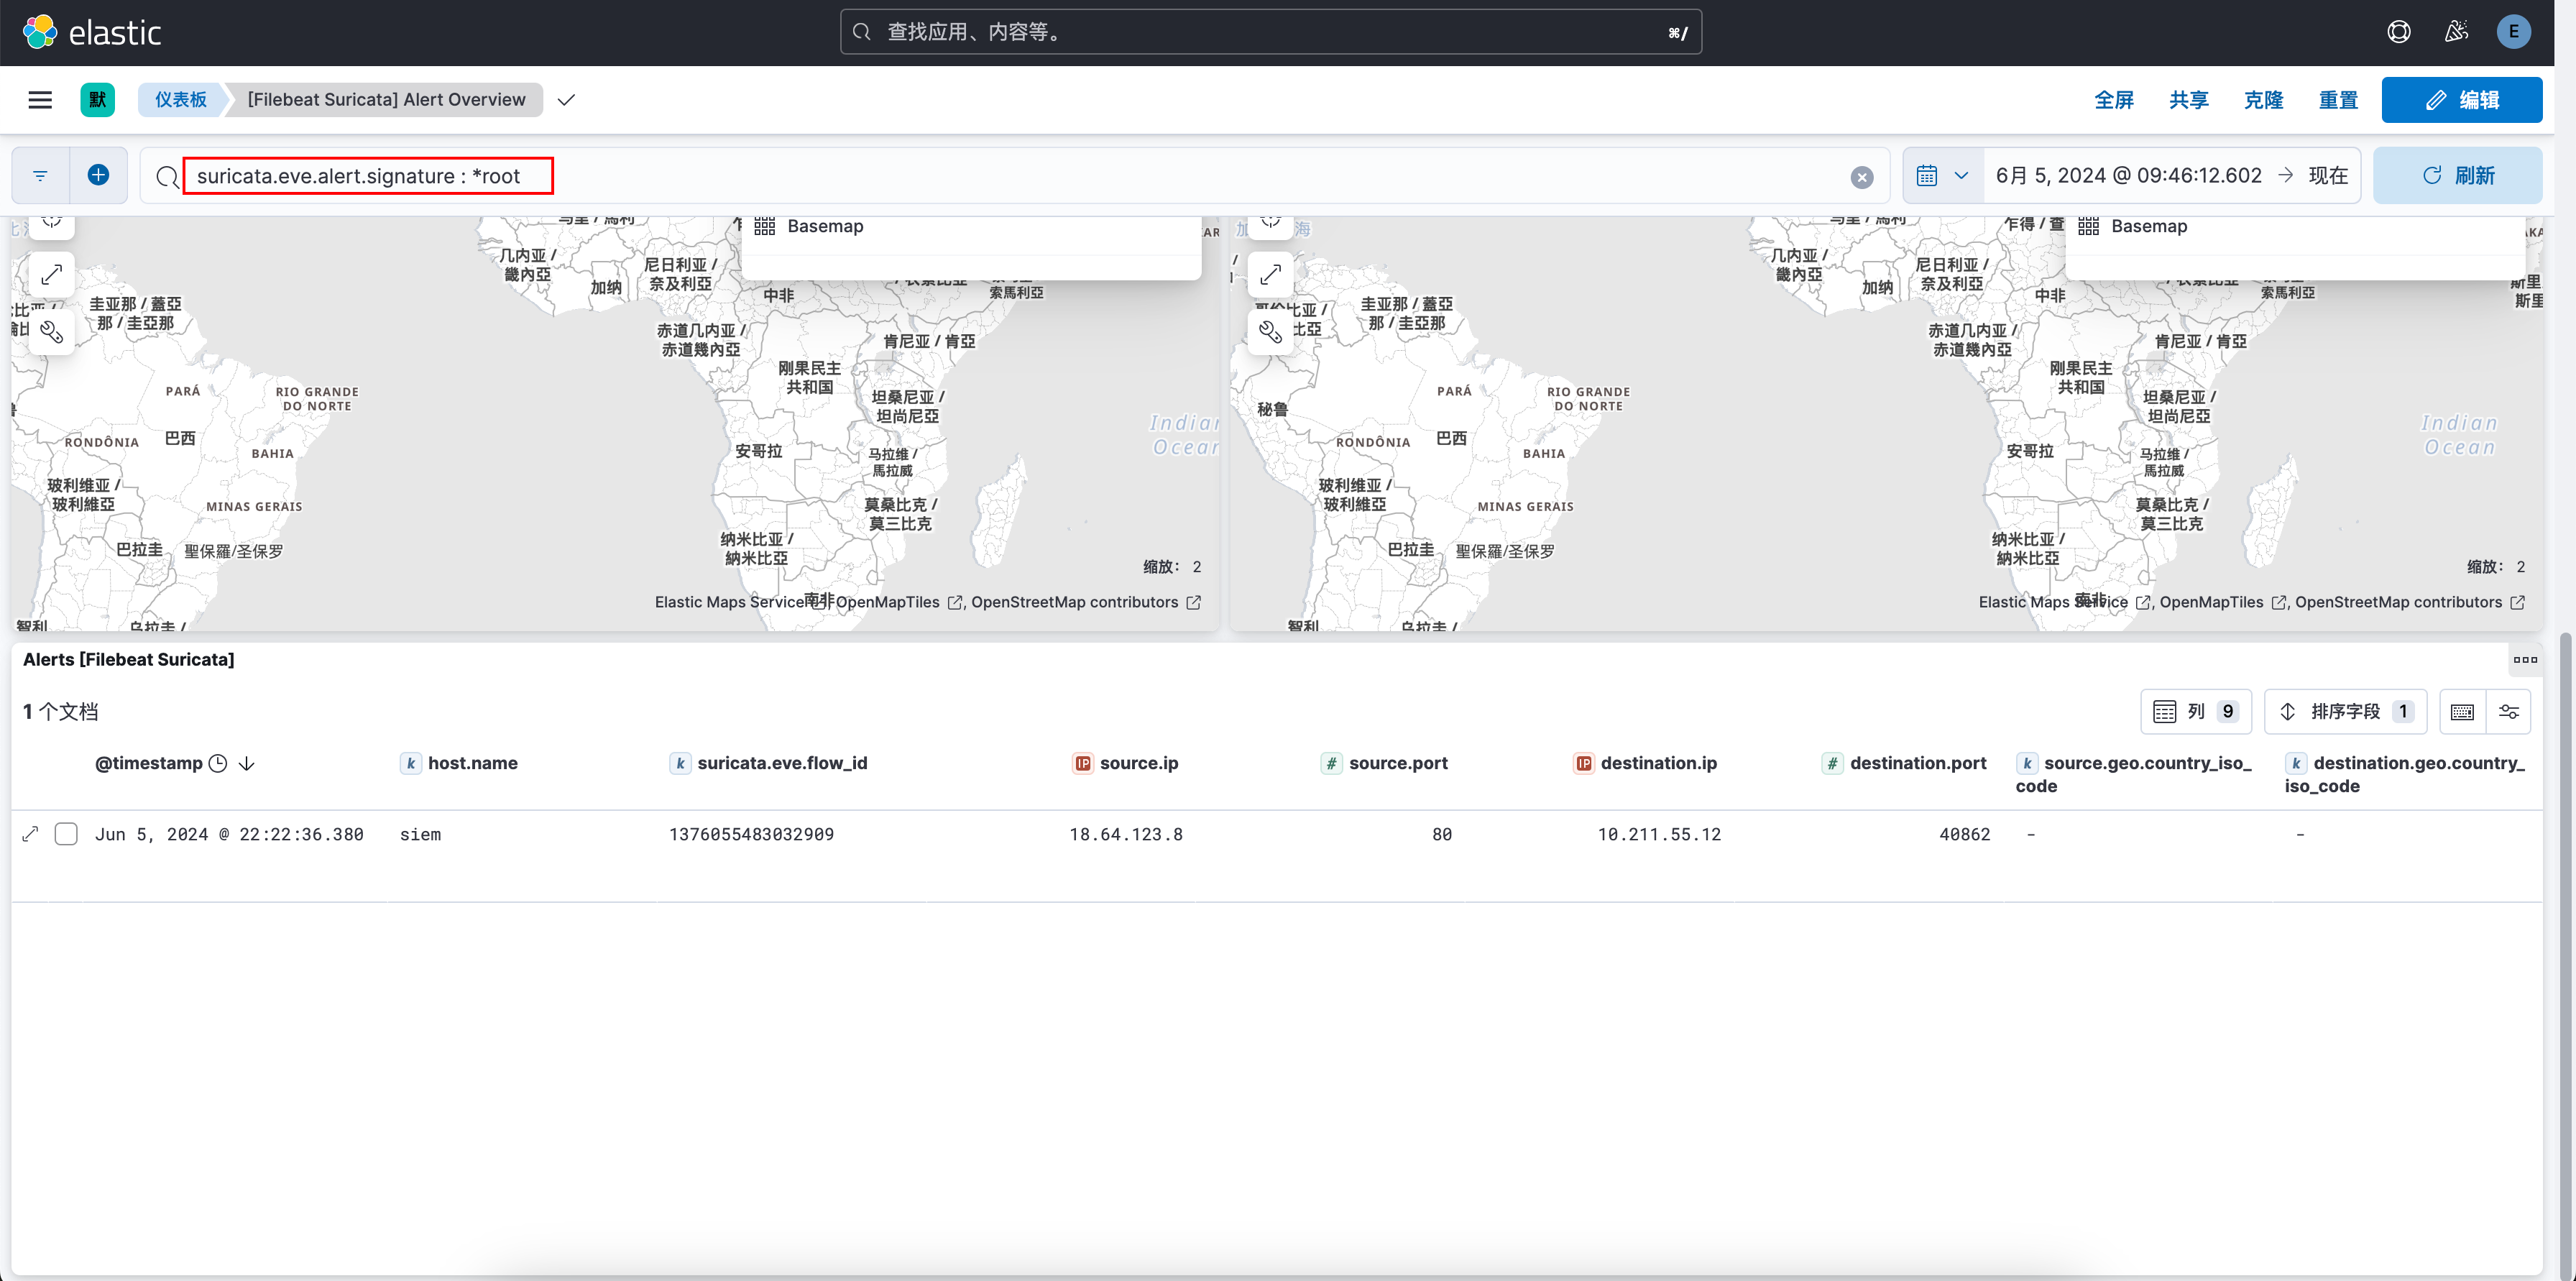 elastic
查找应用、内容等。
⌘/
E
默
仪表板
[Filebeat Suricata] Alert Overview
全屏
共享
克隆
重置
编辑
suricata.eve.alert.signature : *root
6月 5, 2024 @ 09:46:12.602 → 现在
刷新
Basemap
几内亚 /
畿內亞
加纳
尼日利亚 /
奈及利亞
中非
索馬利亞
圭亚那 / 蓋亞
那 / 圭亞那
赤道几内亚 /
赤道幾內亞
肯尼亚 / 肯亞
刚果民主
共和国
坦桑尼亚 /
坦尚尼亞
PARÁ
RIO GRANDE
DO NORTE
RONDÔNIA
巴西
BAHIA
安哥拉
马拉维 /
馬拉威
Indian
Ocean
玻利维亚 /
玻利維亞
MINAS GERAIS
莫桑比克 /
莫三比克
纳米比亚 /
納米比亞
巴拉圭
聖保羅/圣保罗
南非
智利
乌拉圭 /
缩放： 2
Elastic Maps Service, OpenMapTiles, OpenStreetMap contributors
Basemap
几内亚 /
畿內亞
加纳
尼日利亚 /
奈及利亞
中非
索馬利亞
圭亚那 / 蓋亞
那 / 圭亞那
赤道几内亚 /
赤道幾內亞
肯尼亚 / 肯亞
刚果民主
共和国
坦桑尼亚 /
坦尚尼亞
PARÁ
RIO GRANDE
DO NORTE
秘鲁
RONDÔNIA
巴西
BAHIA
安哥拉
马拉维 /
馬拉威
Indian
Ocean
玻利维亚 /
玻利維亞
MINAS GERAIS
莫桑比克 /
莫三比克
纳米比亚 /
納米比亞
巴拉圭
聖保羅/圣保罗
南非
智利
乌拉圭 /
缩放： 2
Elastic Maps Service, OpenMapTiles, OpenStreetMap contributors
Alerts [Filebeat Suricata]
1 个文档
列 9
排序字段 1
@timestamp
k host.name
k suricata.eve.flow_id
IP source.ip
# source.port
IP destination.ip
# destination.port
k source.geo.country_iso_
code
k destination.geo.country_
iso_code
Jun 5, 2024 @ 22:22:36.380
siem
1376055483032909
18.64.123.8
80
10.211.55.12
40862
-
-